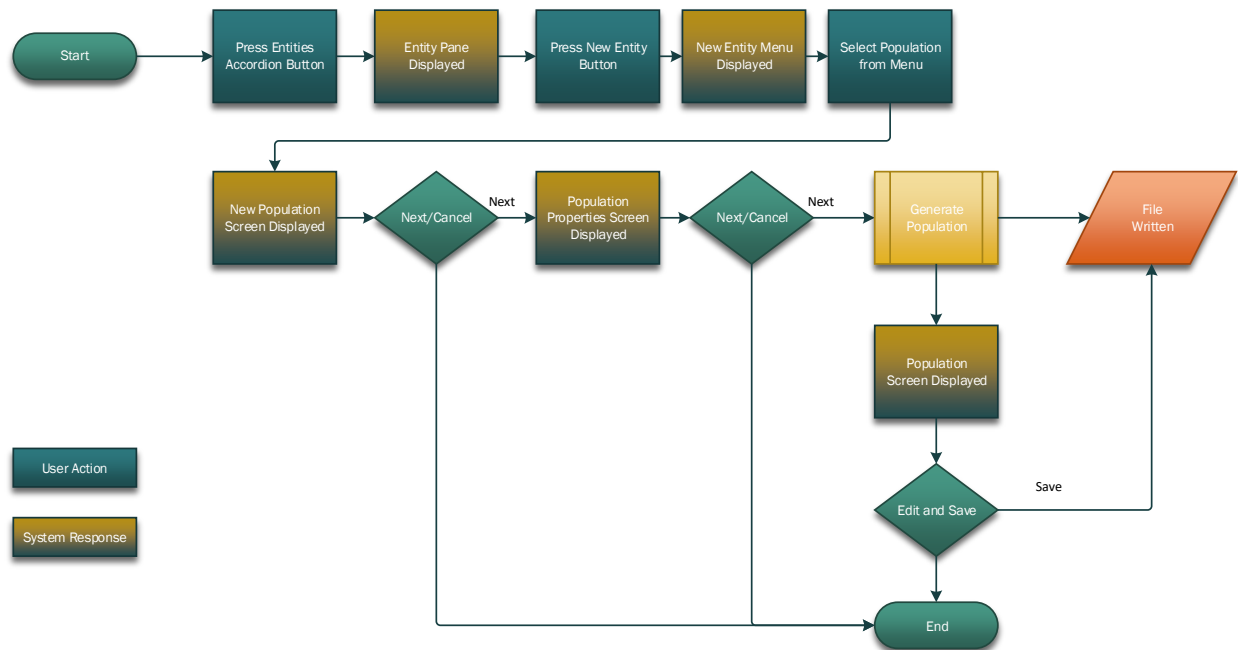 Start
Press Entities
Accordion Button
Entity Pane
Displayed
Press New Entity
Button
New Entity Menu
Displayed
Select Population
from Menu
New Population
Screen Displayed
Next/Cancel
Next
Population
Properties Screen
Displayed
Next/Cancel
Next
Generate
Population
File
Written
Population
Screen Displayed
User Action
Edit and Save
Save
System Response
End